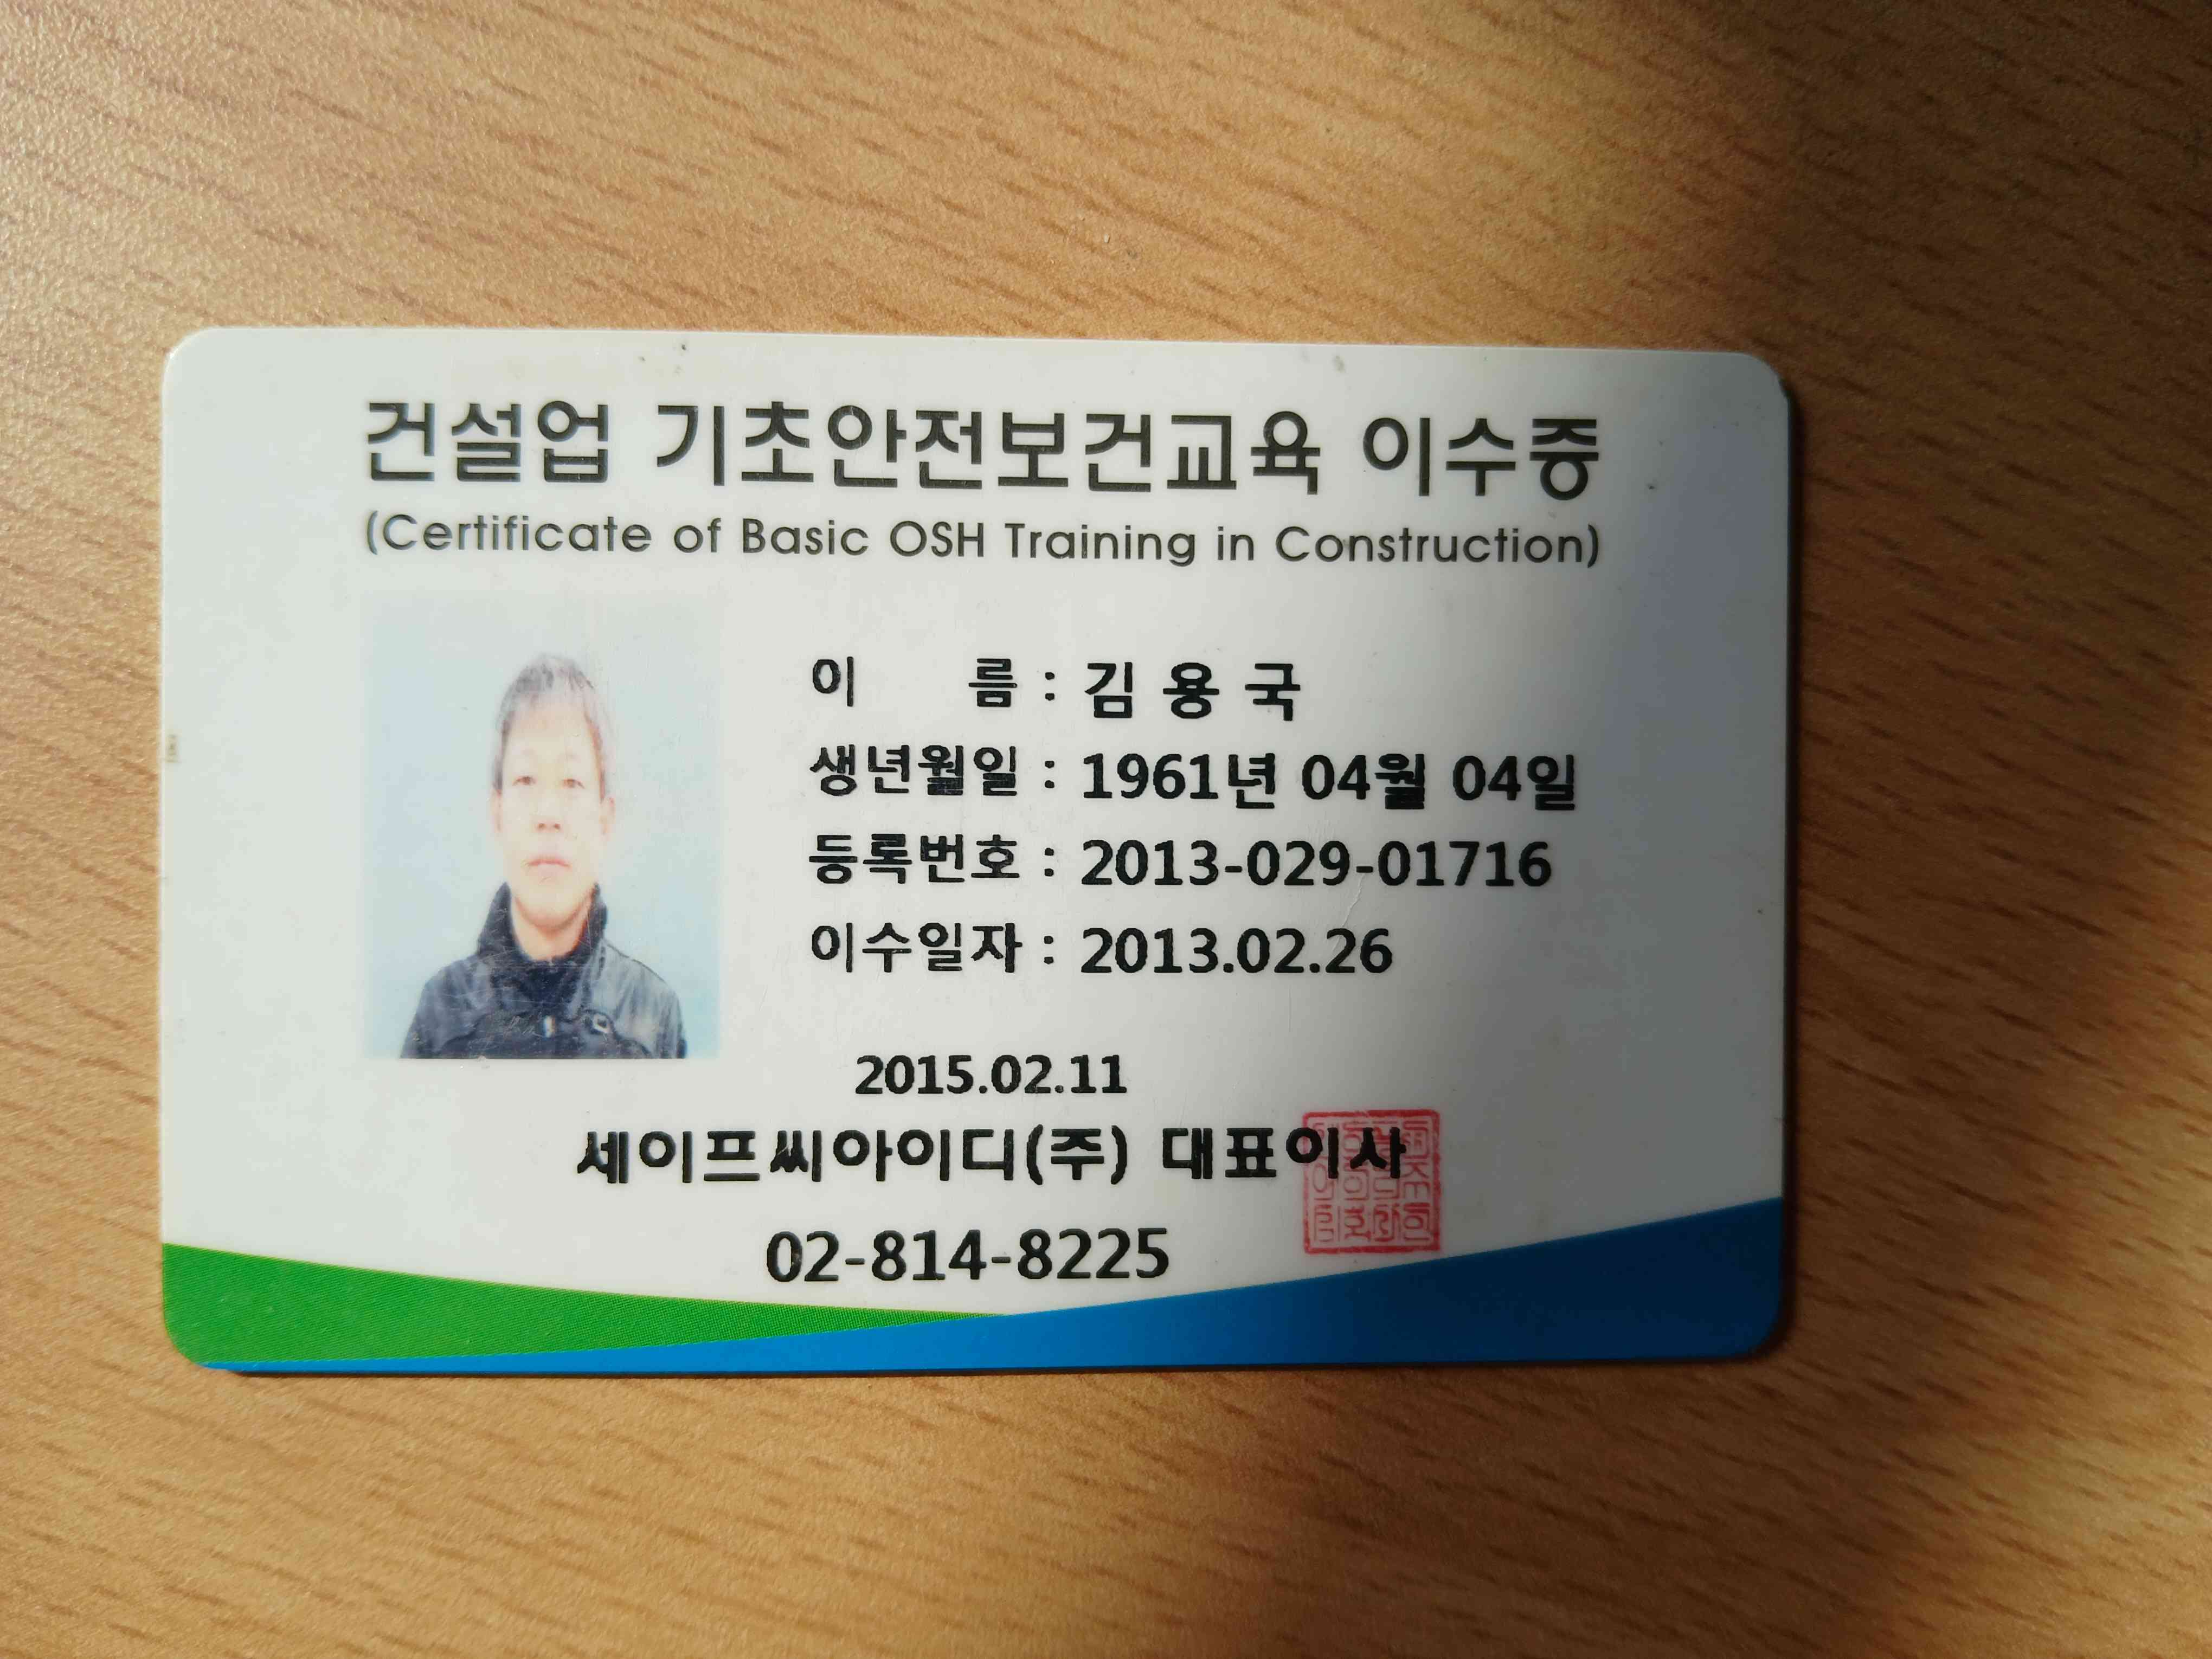 건설업 기초안전보건교육 이수증
(Certificate of Basic OSH Training in Construction)
이 름 : 김 용 국
생년월일 : 1961년 04월 04일
등록번호 : 2013-029-01716
이수일자 : 2013.02.26
2015.02.11
세이프씨아이디(주) 대표이사
02-814-8225